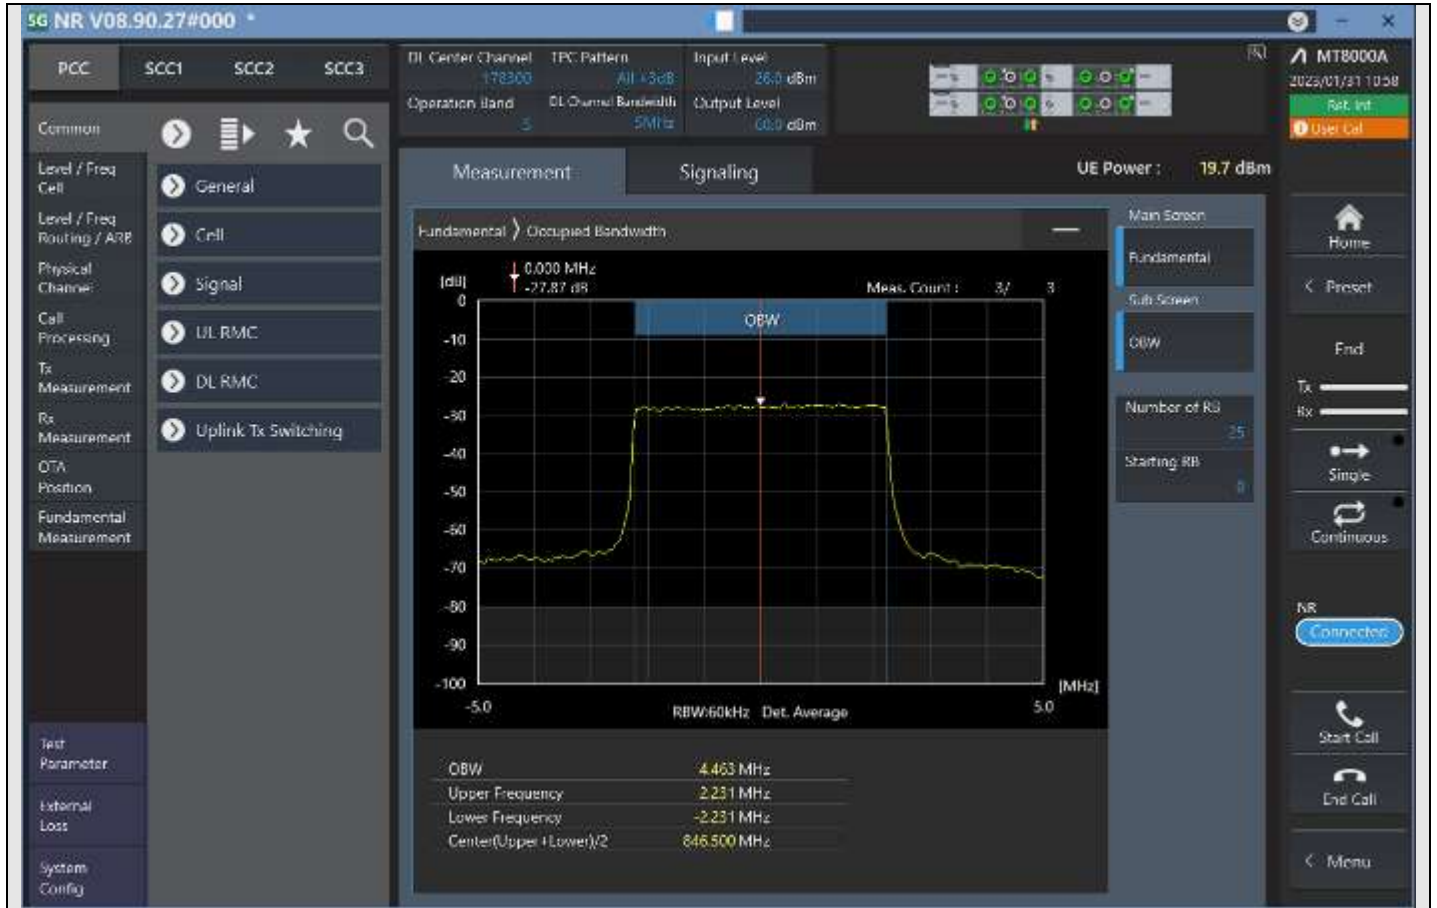 SG NR V08.90.27#000 *
PCC SCC1 SCC2 SCC3
DL Center Channel TPC Pattern Input Level
178300 All +3dB 26.0 dBm
Operation Band DL Channel Bandwidth Output Level
5 5MHz -60.0 dBm
MT8000A
2023/01/31 10:58
Ref. Int
User Cal
Common
Level / Freq
Cell
Level / Freq
Routing / ARB
Physical
Channel
Call
Processing
Tx
Measurement
Rx
Measurement
OTA
Position
Fundamental
Measurement
Test
Parameter
External
Loss
System
Config
General
Cell
Signal
UL RMC
DL RMC
Uplink Tx Switching
Measurement Signaling
UE Power : 19.7 dBm
Fundamental Occupied Bandwidth
[dB]
0.000 MHz
-27.87 dB
Meas. Count : 3/ 3
OBW
0
-10
-20
-30
-40
-50
-60
-70
-80
-90
-100
-5.0 RBW:60kHz Det. Average 5.0
[MHz]
OBW 4.463 MHz
Upper Frequency 2.231 MHz
Lower Frequency -2.231 MHz
Center(Upper+Lower)/2 846.500 MHz
Main Screen
Fundamental
Sub Screen
OBW
Number of RB
25
Starting RB
0
Home
Preset
End
Tx
Rx
Single
Continuous
NR
Connected
Start Call
End Call
Menu